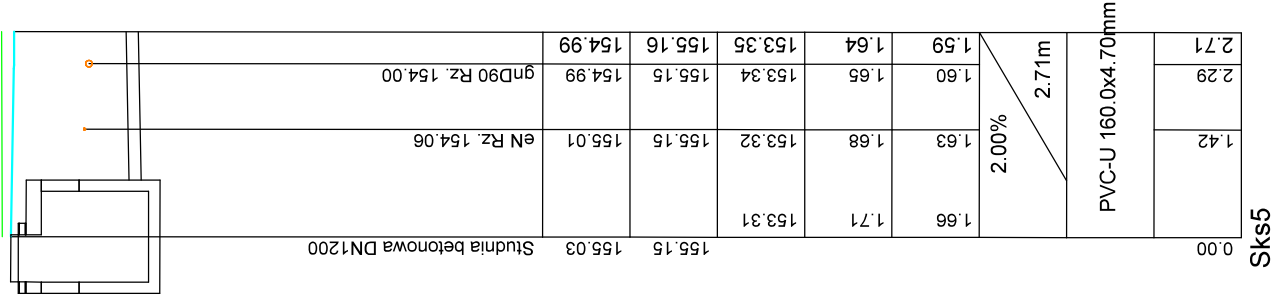 154.99 155.16 153.35 1.64 1.59 2.71
gnD90 Rz. 154.00 154.99 155.15 153.34 1.65 1.60 2.29
eN Rz. 154.06 155.01 155.15 153.32 1.68 1.63 1.42
153.31 1.71 1.66
Studnia betonowa DN1200 155.03 155.15 0.00
2.00%
2.71m
PVC-U 160.0x4.70mm
Sks5